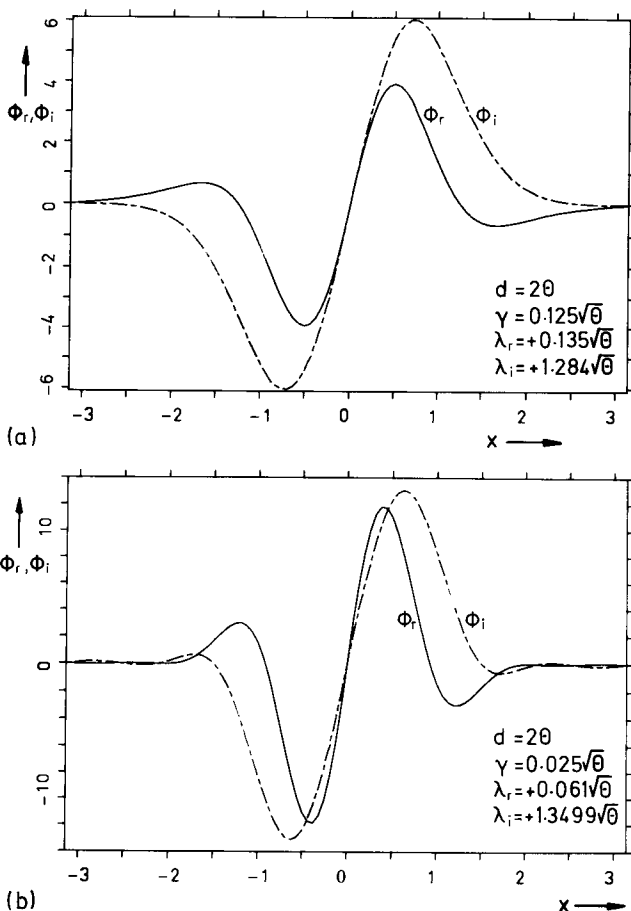 6
4
2
0
-2
-4
-6
Φr,Φi
Φr
Φi
d = 2θ
γ = 0·125√θ
λr = +0·135√θ
λi = +1·284√θ
-3 -2 -1 0 1 2 3
(a)
x
10
0
-10
Φr,Φi
Φr
Φi
d = 2θ
γ = 0·025√θ
λr = +0·061√θ
λi = +1·3499√θ
-3 -2 -1 0 1 2 3
(b)
x